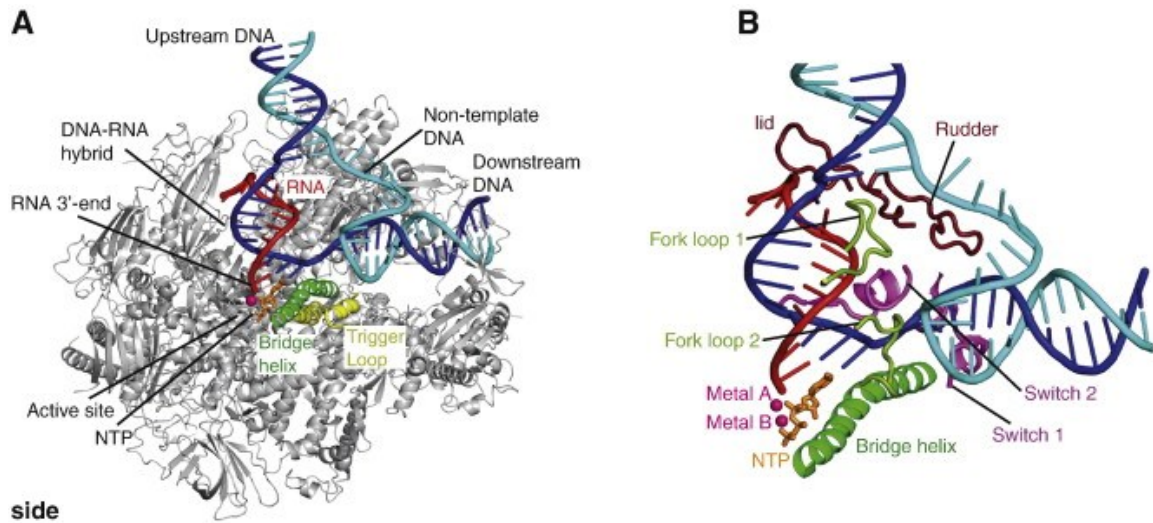 A
Upstream DNA
DNA-RNA
hybrid
Non-template
DNA
Downstream
DNA
RNA
RNA 3'-end
Bridge
helix
Trigger
Loop
Active site
NTP
side
B
lid
Rudder
Fork loop 1
Fork loop 2
Metal A
Metal B
NTP
Bridge helix
Switch 2
Switch 1